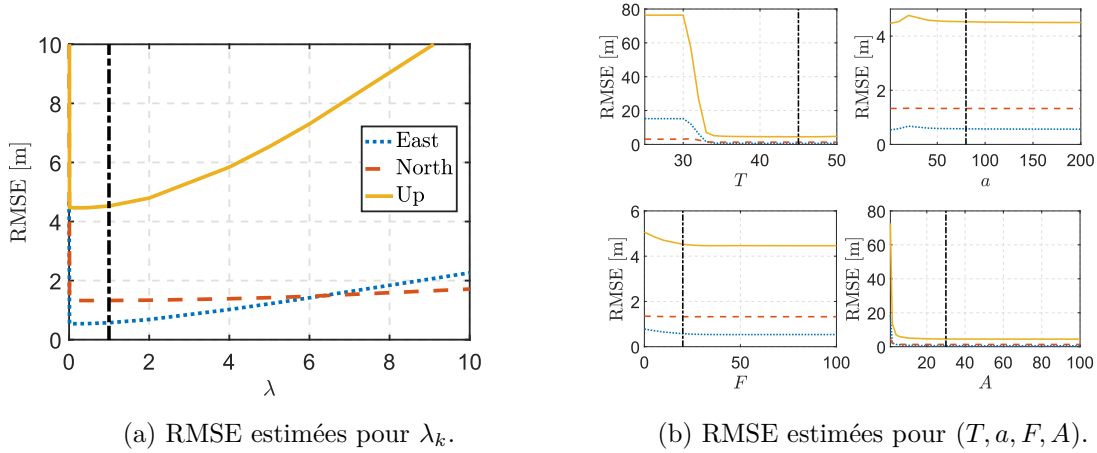 10
8
6
4
2
0
0 2 4 6 8 10
RMSE [m]
λ
East
North
Up
(a) RMSE estimées pour λ_k.
80
60
40
20
0
30 40 50
RMSE [m]
T
4
2
0
50 100 150 200
RMSE [m]
a
6
4
2
0
0 50 100
RMSE [m]
F
80
60
40
20
0
20 40 60 80 100
RMSE [m]
A
(b) RMSE estimées pour (T, a, F, A).